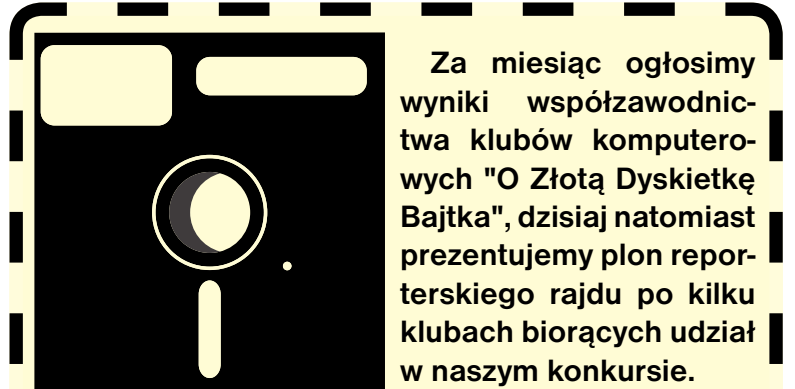 Za miesiąc ogłosimy
wyniki współzawodnic-
twa klubów komputero-
wych "O Złotą Dyskietkę
Bajtka", dzisiaj natomiast
prezentujemy plon repor-
terskiego rajdu po kilku
klubach biorących udział
w naszym konkursie.